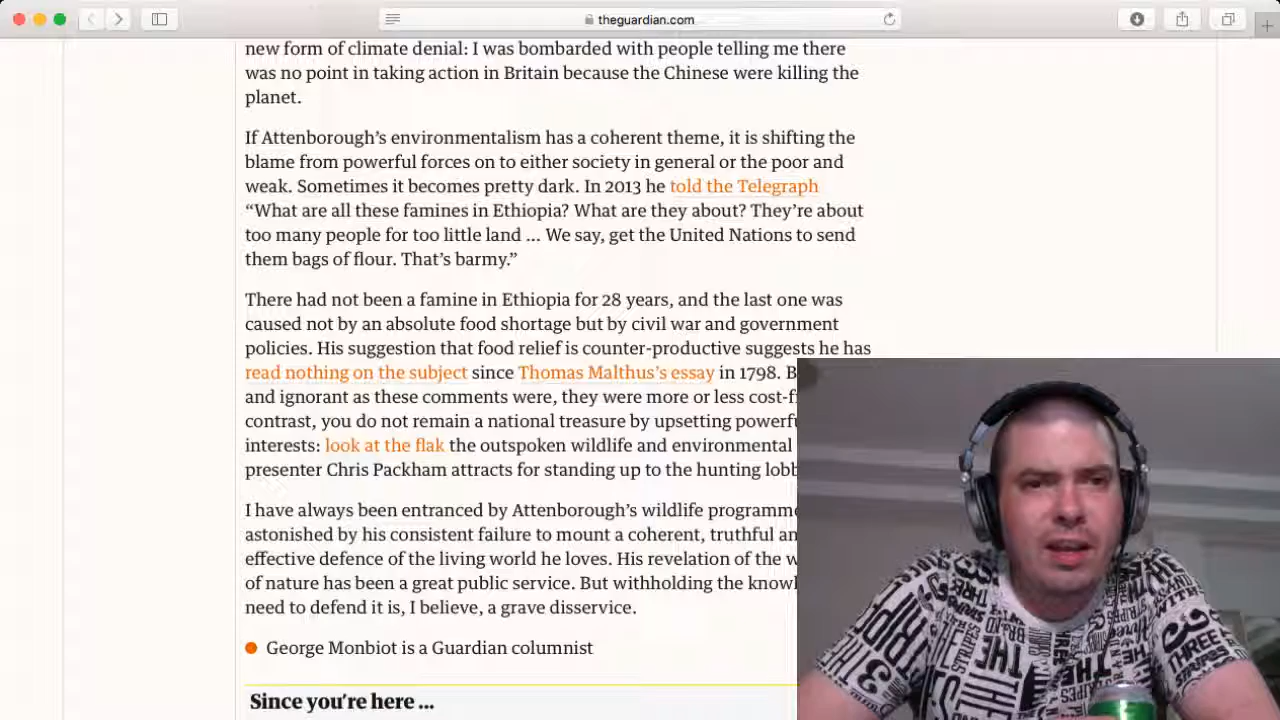 theguardian.com
new form of climate denial: I was bombarded with people telling me there
was no point in taking action in Britain because the Chinese were killing the
planet.
If Attenborough’s environmentalism has a coherent theme, it is shifting the
blame from powerful forces on to either society in general or the poor and
weak. Sometimes it becomes pretty dark. In 2013 he told the Telegraph
“What are all these famines in Ethiopia? What are they about? They’re about
too many people for too little land ... We say, get the United Nations to send
them bags of flour. That’s barmy.”
There had not been a famine in Ethiopia for 28 years, and the last one was
caused not by an absolute food shortage but by civil war and government
policies. His suggestion that food relief is counter-productive suggests he has
read nothing on the subject since Thomas Malthus’s essay in 1798. B
and ignorant as these comments were, they were more or less cost-f
contrast, you do not remain a national treasure by upsetting powerfu
interests: look at the flak the outspoken wildlife and environmental
presenter Chris Packham attracts for standing up to the hunting lobb
I have always been entranced by Attenborough’s wildlife programme
astonished by his consistent failure to mount a coherent, truthful an
effective defence of the living world he loves. His revelation of the w
of nature has been a great public service. But withholding the knowl
need to defend it is, I believe, a grave disservice.
George Monbiot is a Guardian columnist
Since you’re here ...